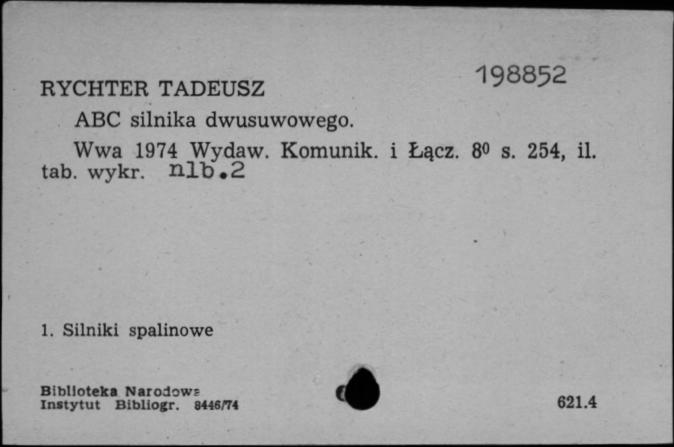 198852
RYCHTER TADEUSZ
ABC silnika dwusuwowego.
Wwa 1974 Wydaw. Komunik. i Łącz. 8⁰ s. 254, il.
tab. wykr. nlb.2
1. Silniki spalinowe
Biblioteka Narodowa
Instytut Bibliogr. 8446/74
621.4